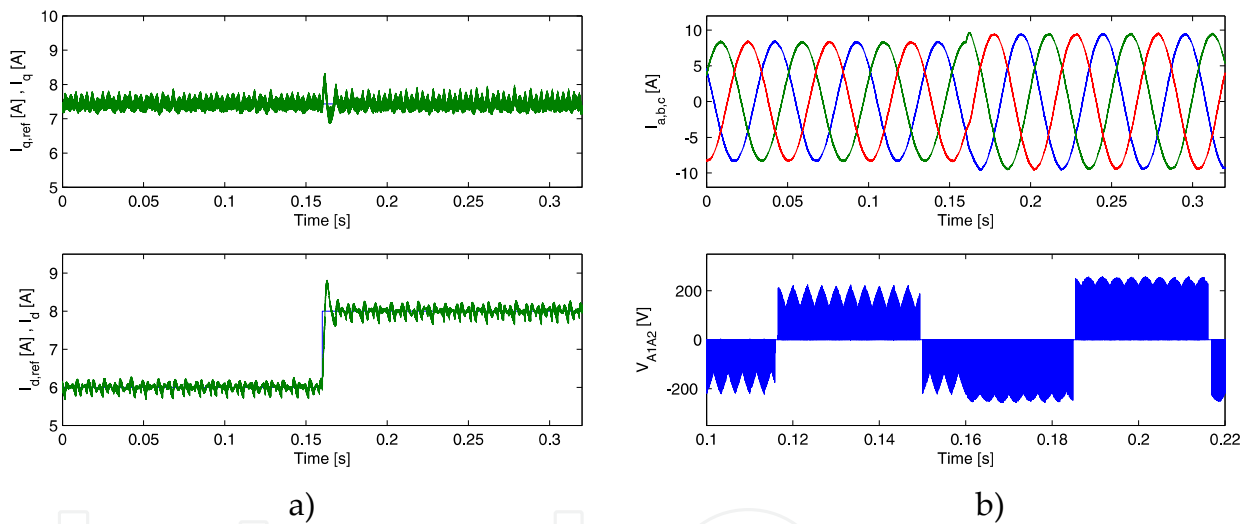 10
9
8
7
6
5
I_q,ref [A] , I_q [A]
0 0.05 0.1 0.15 0.2 0.25 0.3
Time [s]
9
8
7
6
5
I_d,ref [A] , I_d [A]
0 0.05 0.1 0.15 0.2 0.25 0.3
Time [s]
a)
10
5
0
-5
-10
I_a,b,c [A]
0 0.05 0.1 0.15 0.2 0.25 0.3
Time [s]
200
0
-200
V_A1A2 [V]
0.1 0.12 0.14 0.16 0.18 0.2 0.22
Time [s]
b)